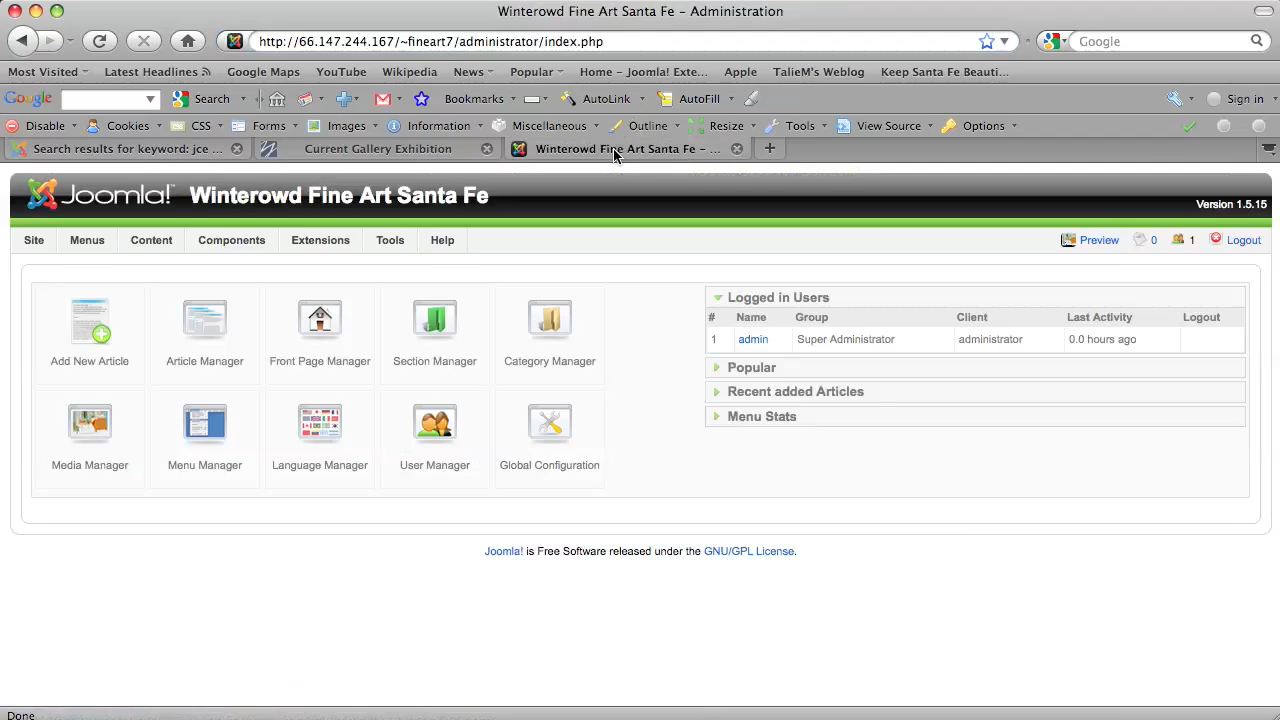 Winterowd Fine Art Santa Fe – Administration
http://66.147.244.167/~fineart7/administrator/index.php
Google
Most Visited Latest Headlines Google Maps YouTube Wikipedia News Popular Home – Joomla! Exte... Apple TalieM's Weblog Keep Santa Fe Beauti...
Google Search Bookmarks AutoLink AutoFill Sign in
Disable Cookies CSS Forms Images Information Miscellaneous Outline Resize Tools View Source Options
Search results for keyword: jce ... Current Gallery Exhibition Winterowd Fine Art Santa Fe – ...
Joomla! Winterowd Fine Art Santa Fe
Version 1.5.15
Site Menus Content Components Extensions Tools Help Preview 0 1 Logout
Add New Article Article Manager Front Page Manager Section Manager Category Manager
Media Manager Menu Manager Language Manager User Manager Global Configuration
Logged in Users
# Name Group Client Last Activity Logout
1 admin Super Administrator administrator 0.0 hours ago
Popular
Recent added Articles
Menu Stats
Joomla! is Free Software released under the GNU/GPL License.
Done